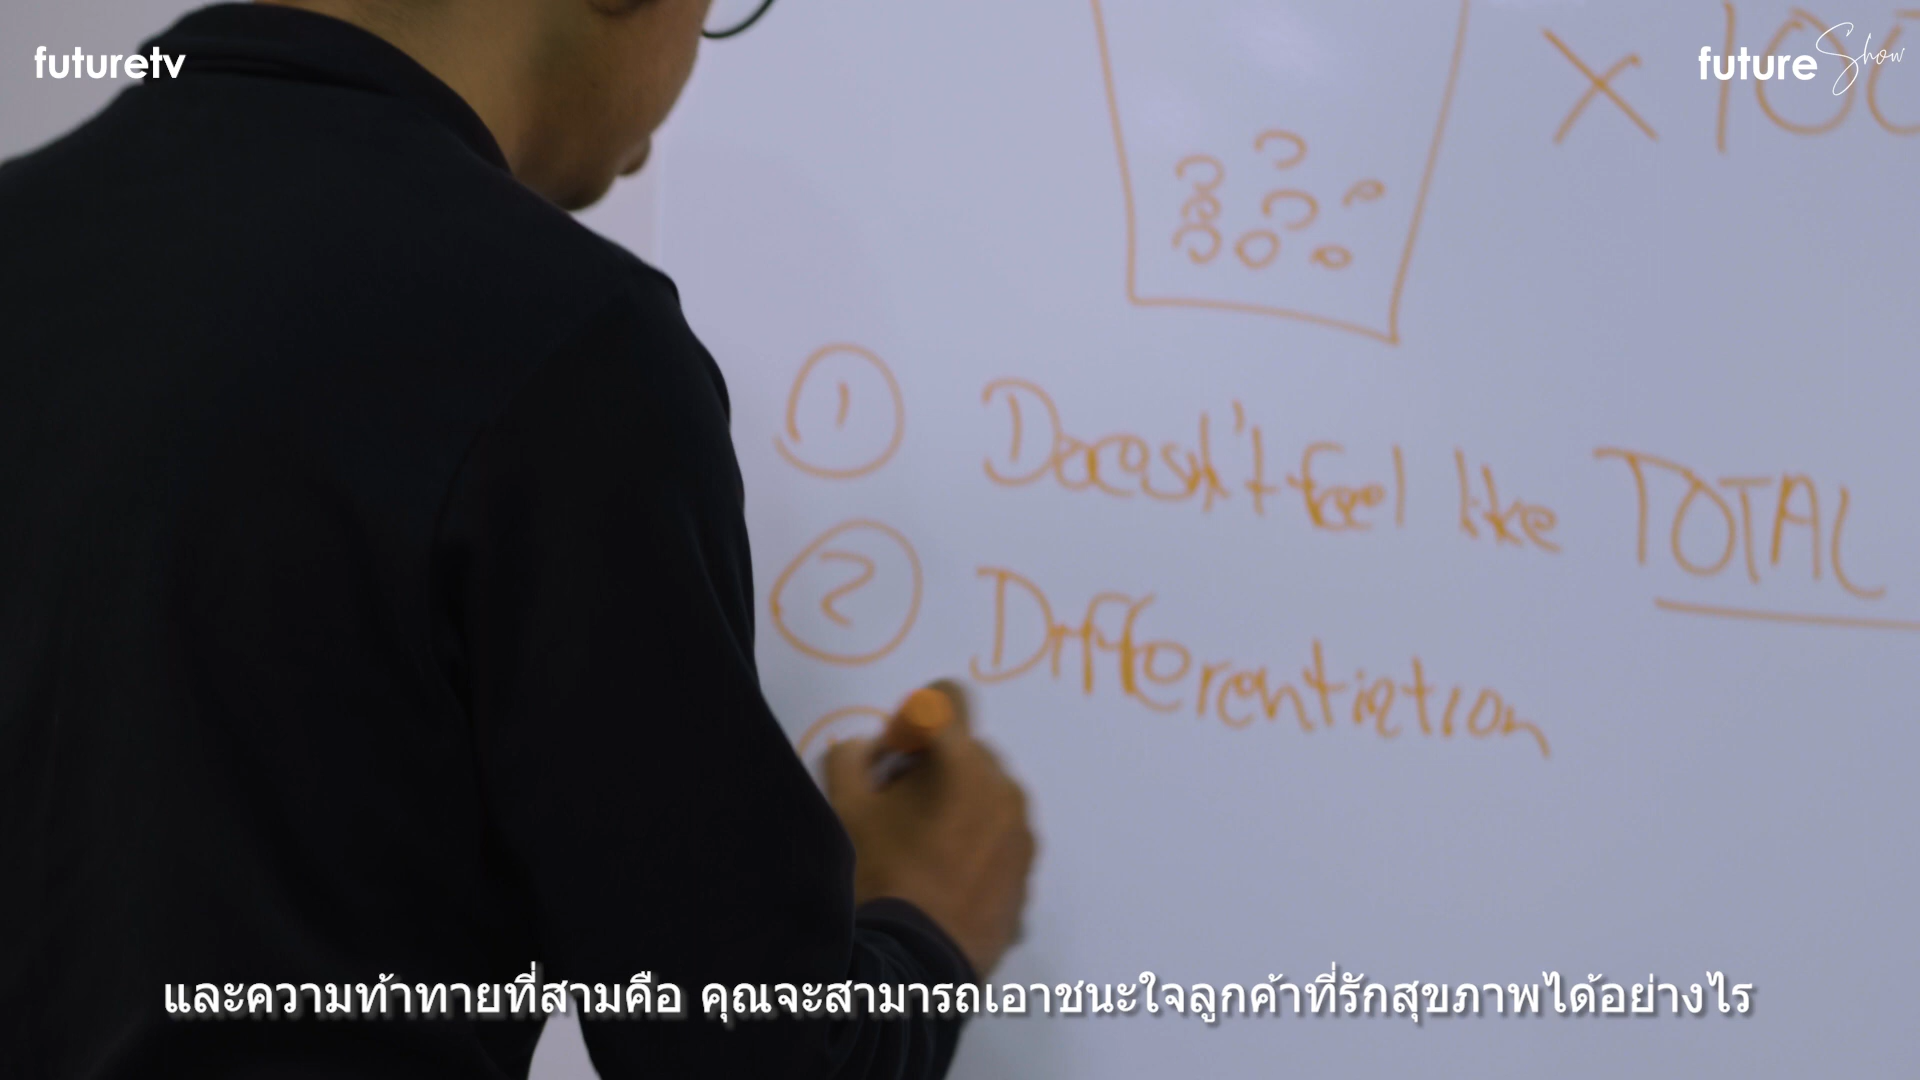 futuretv
future Show
× 100
1 Doesn't feel like TOTAL
2 Differentiation
และความท้าทายที่สามคือ คุณจะสามารถเอาชนะใจลูกค้าที่รักสุขภาพได้อย่างไร